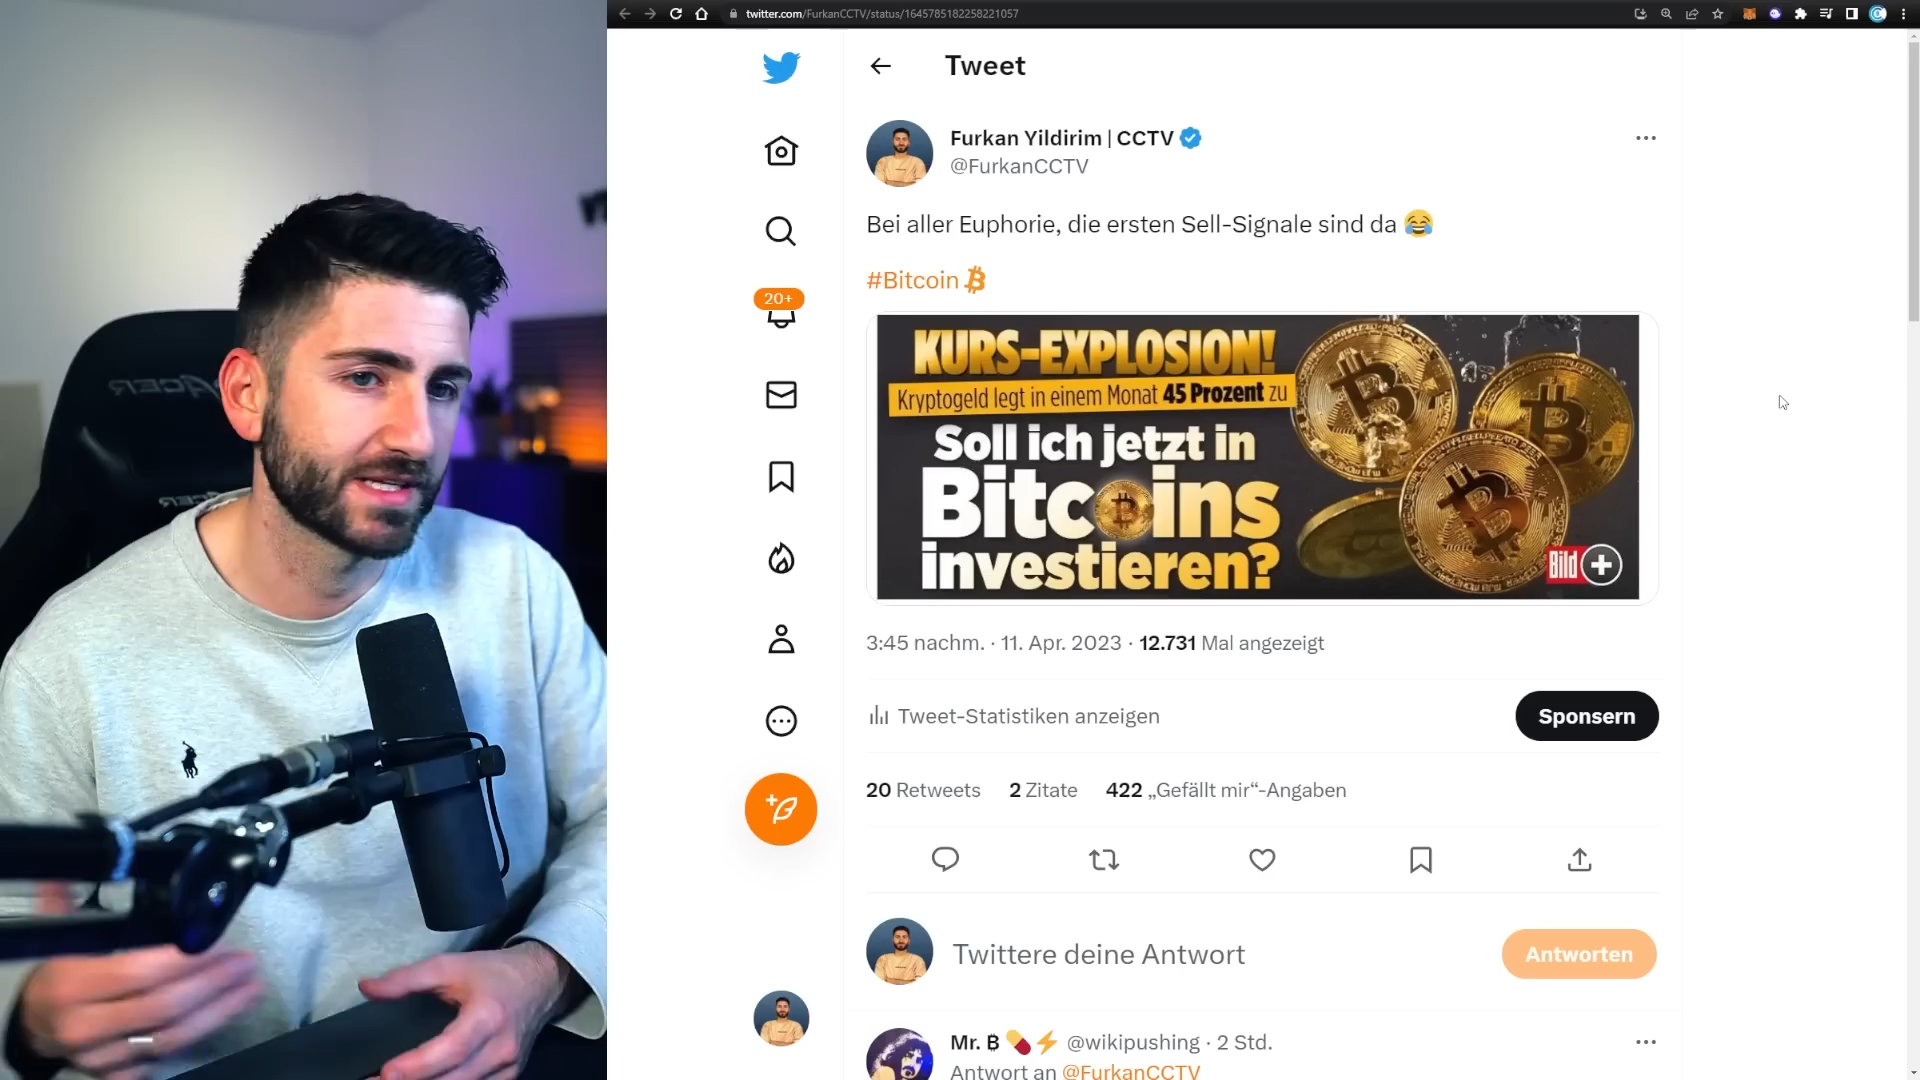 twitter.com/FurkanCCTV/status/1645785182258221057
Tweet
Furkan Yildirim | CCTV
@FurkanCCTV
Bei aller Euphorie, die ersten Sell-Signale sind da 😂
#Bitcoin
20+
KURS-EXPLOSION!
Kryptogeld legt in einem Monat 45 Prozent zu
Soll ich jetzt in
Bitcoins
investieren?
Bild +
3:45 nachm. · 11. Apr. 2023 · 12.731 Mal angezeigt
Tweet-Statistiken anzeigen
Sponsern
20 Retweets 2 Zitate 422 „Gefällt mir“-Angaben
Twittere deine Antwort
Antworten
Mr. ₿ 💊⚡ @wikipushing · 2 Std.
Antwort an @FurkanCCTV